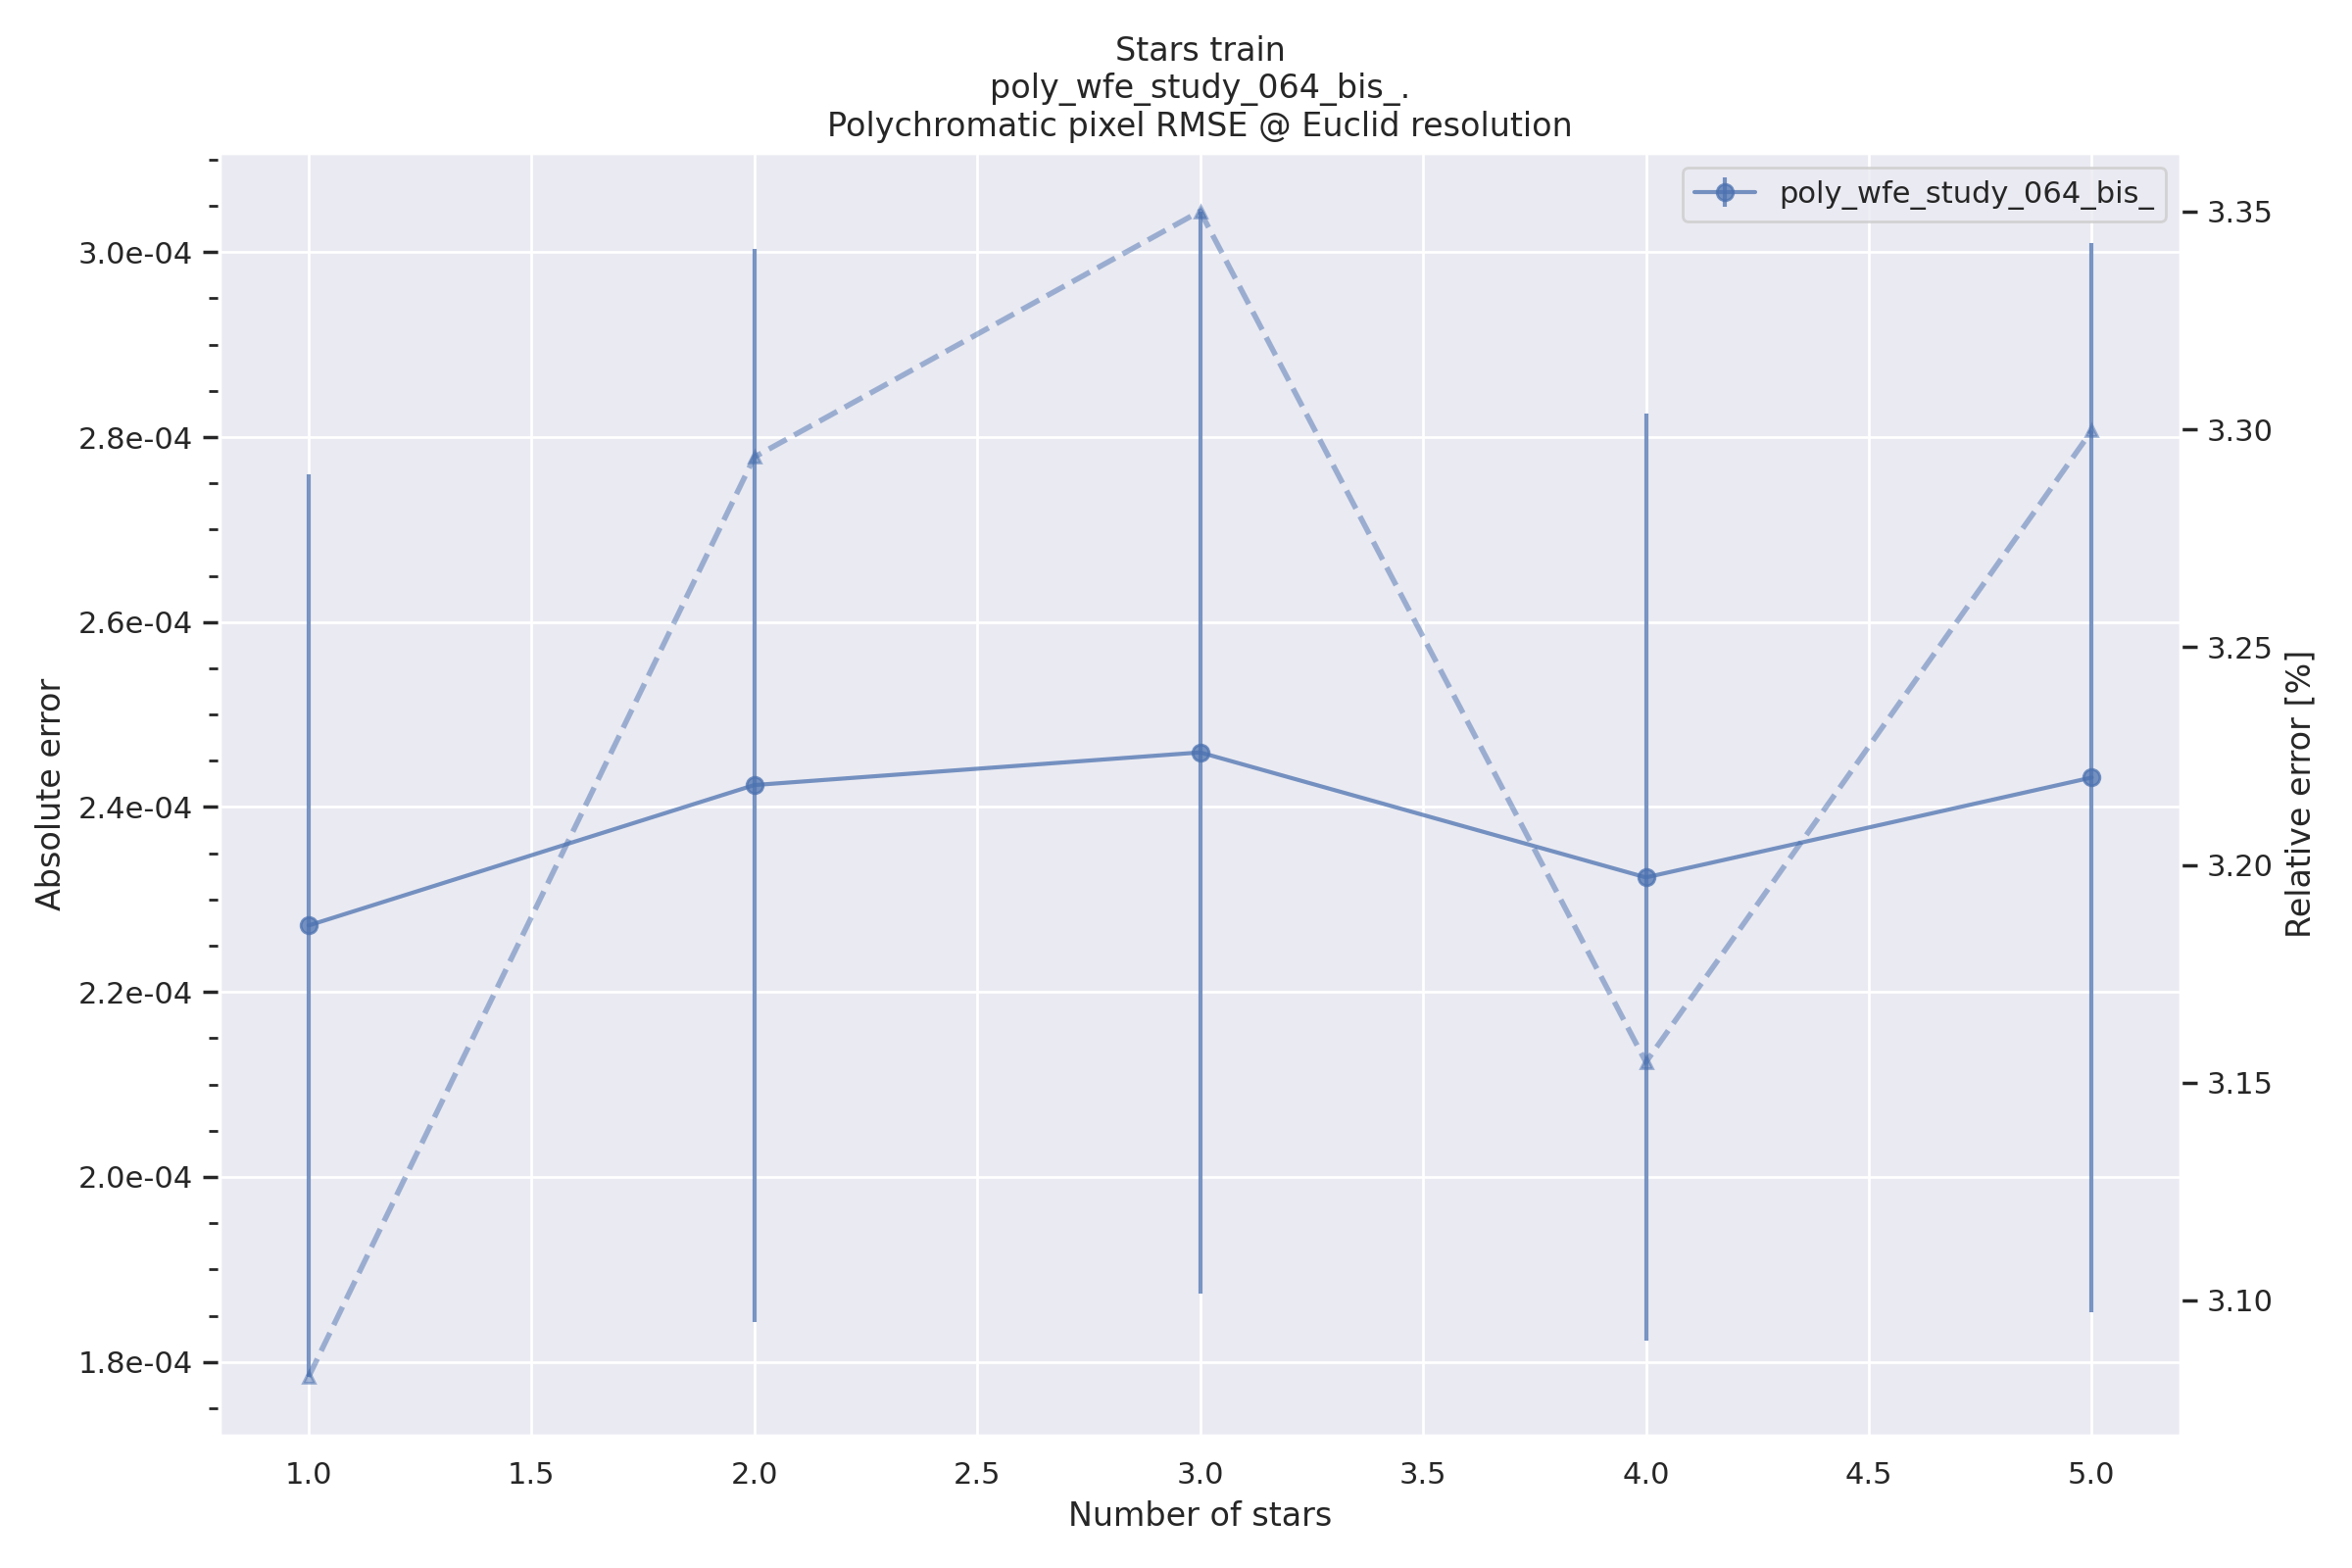 Stars train
poly_wfe_study_064_bis_.
Polychromatic pixel RMSE @ Euclid resolution
poly_wfe_study_064_bis_
Absolute error
3.0e-04
2.8e-04
2.6e-04
2.4e-04
2.2e-04
2.0e-04
1.8e-04
3.35
3.30
3.25
3.20
3.15
3.10
Relative error [%]
1.0 1.5 2.0 2.5 3.0 3.5 4.0 4.5 5.0
Number of stars